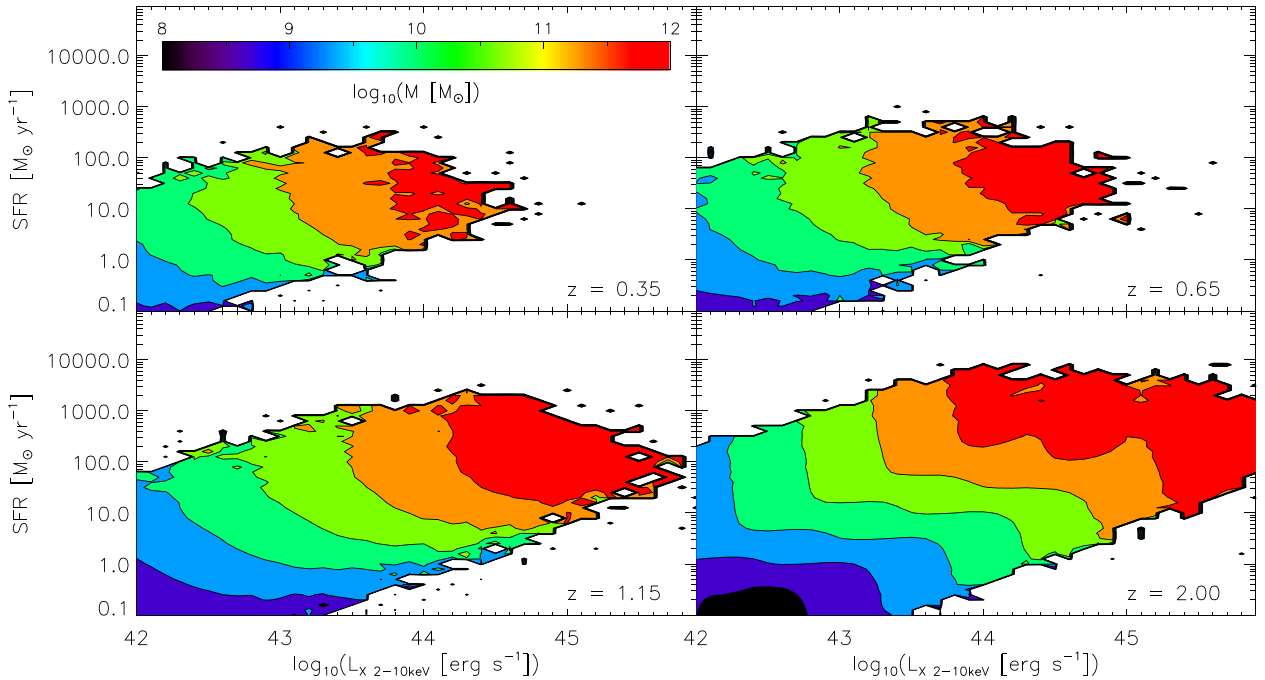 8 9 10 11 12
log₁₀(M [M⊙])
10000.0
1000.0
100.0
10.0
1.0
0.1
SFR [M⊙ yr⁻¹]
z = 0.35
z = 0.65
10000.0
1000.0
100.0
10.0
1.0
0.1
SFR [M⊙ yr⁻¹]
z = 1.15
z = 2.00
42 43 44 45
42 43 44 45
log₁₀(L_X 2−10keV [erg s⁻¹])
log₁₀(L_X 2−10keV [erg s⁻¹])